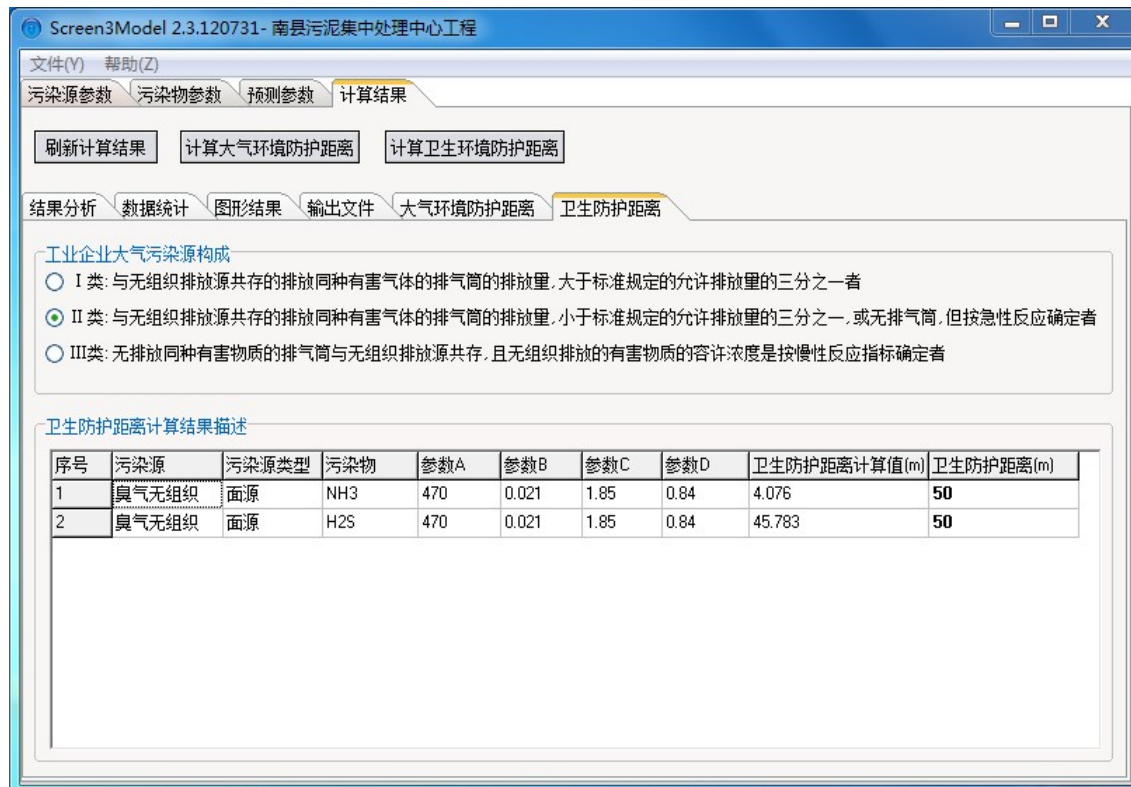 Screen3Model 2.3.120731- 南县污泥集中处理中心工程
文件(Y) 帮助(Z)
污染源参数 污染物参数 预测参数 计算结果
刷新计算结果 计算大气环境防护距离 计算卫生环境防护距离
结果分析 数据统计 图形结果 输出文件 大气环境防护距离 卫生防护距离
工业企业大气污染源构成
I 类: 与无组织排放源共存的排放同种有害气体的排气筒的排放量,大于标准规定的允许排放量的三分之一者
II 类: 与无组织排放源共存的排放同种有害气体的排气筒的排放量,小于标准规定的允许排放量的三分之一,或无排气筒,但按急性反应确定者
III类: 无排放同种有害物质的排气筒与无组织排放源共存,且无组织排放的有害物质的容许浓度是按慢性反应指标确定者
卫生防护距离计算结果描述
序号 污染源 污染源类型 污染物 参数A 参数B 参数C 参数D 卫生防护距离计算值(m) 卫生防护距离(m)
1 臭气无组织 面源 NH3 470 0.021 1.85 0.84 4.076 50
2 臭气无组织 面源 H2S 470 0.021 1.85 0.84 45.783 50